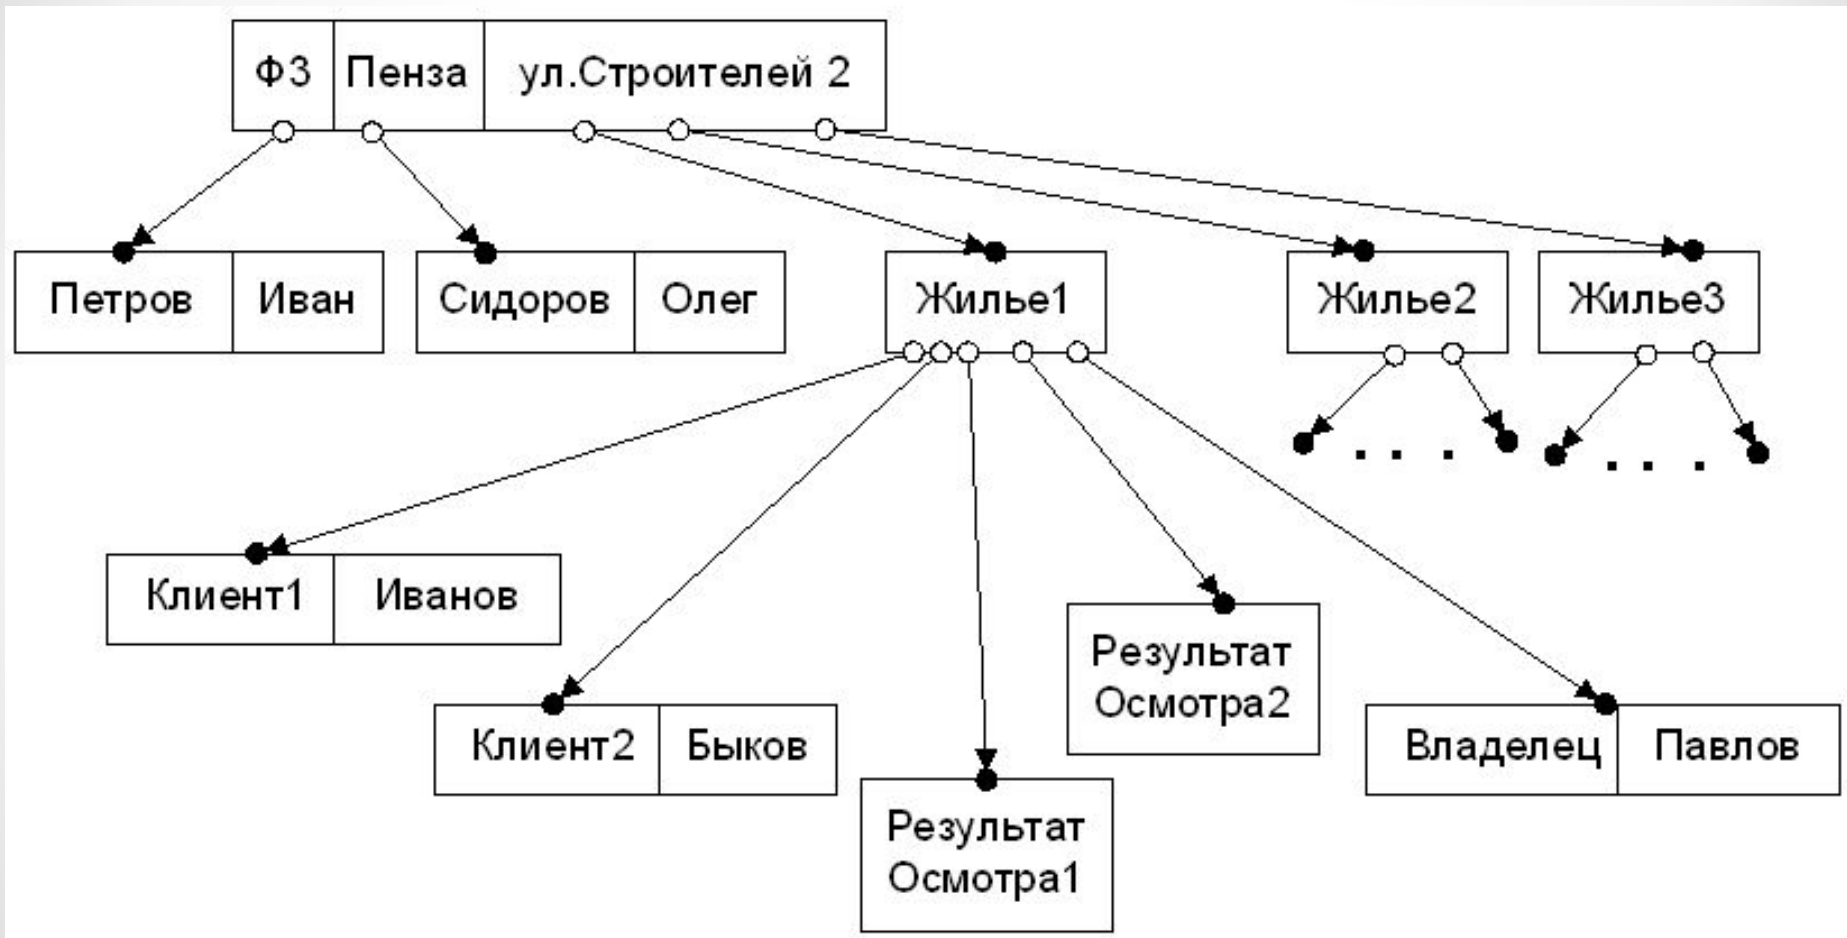 Ф3 Пенза ул.Строителей 2
Петров Иван Сидоров Олег Жилье1 Жилье2 Жилье3
. . . . . .
Клиент1 Иванов
Клиент2 Быков
Результат
Осмотра2
Владелец Павлов
Результат
Осмотра1